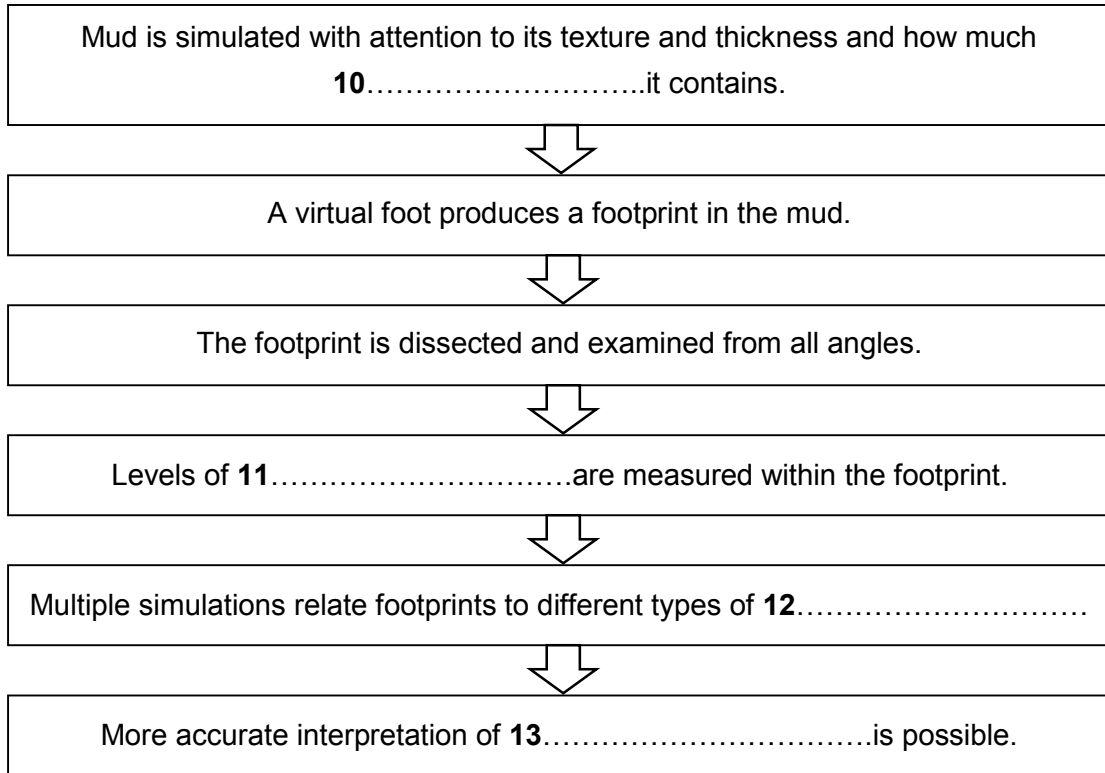 Mud is simulated with attention to its texture and thickness and how much
10…………………………..it contains.
A virtual foot produces a footprint in the mud.
The footprint is dissected and examined from all angles.
Levels of 11……………………………are measured within the footprint.
Multiple simulations relate footprints to different types of 12…………………………
More accurate interpretation of 13……………………………….is possible.